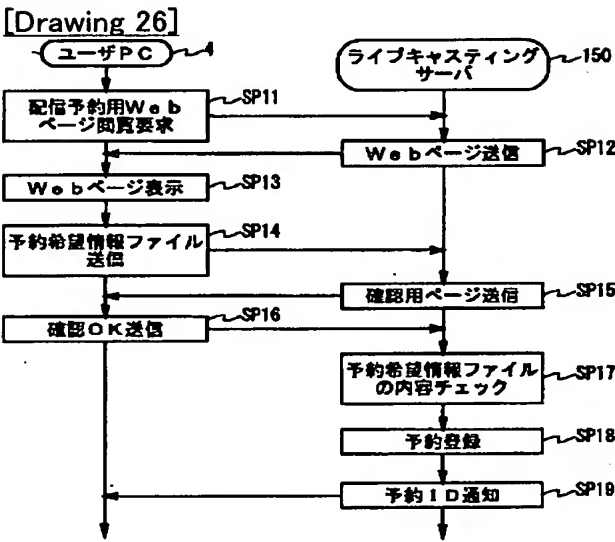 [Drawing 26]
ユーザPC 4
ライブキャスティング
サーバ 150
配信予約用Web
ページ閲覧要求
SP11
Webページ送信 SP12
Webページ表示 SP13
予約希望情報ファイル
送信
SP14
確認用ページ送信 SP15
確認OK送信 SP16
予約希望情報ファイル
の内容チェック
SP17
予約登録 SP18
予約ID通知 SP19